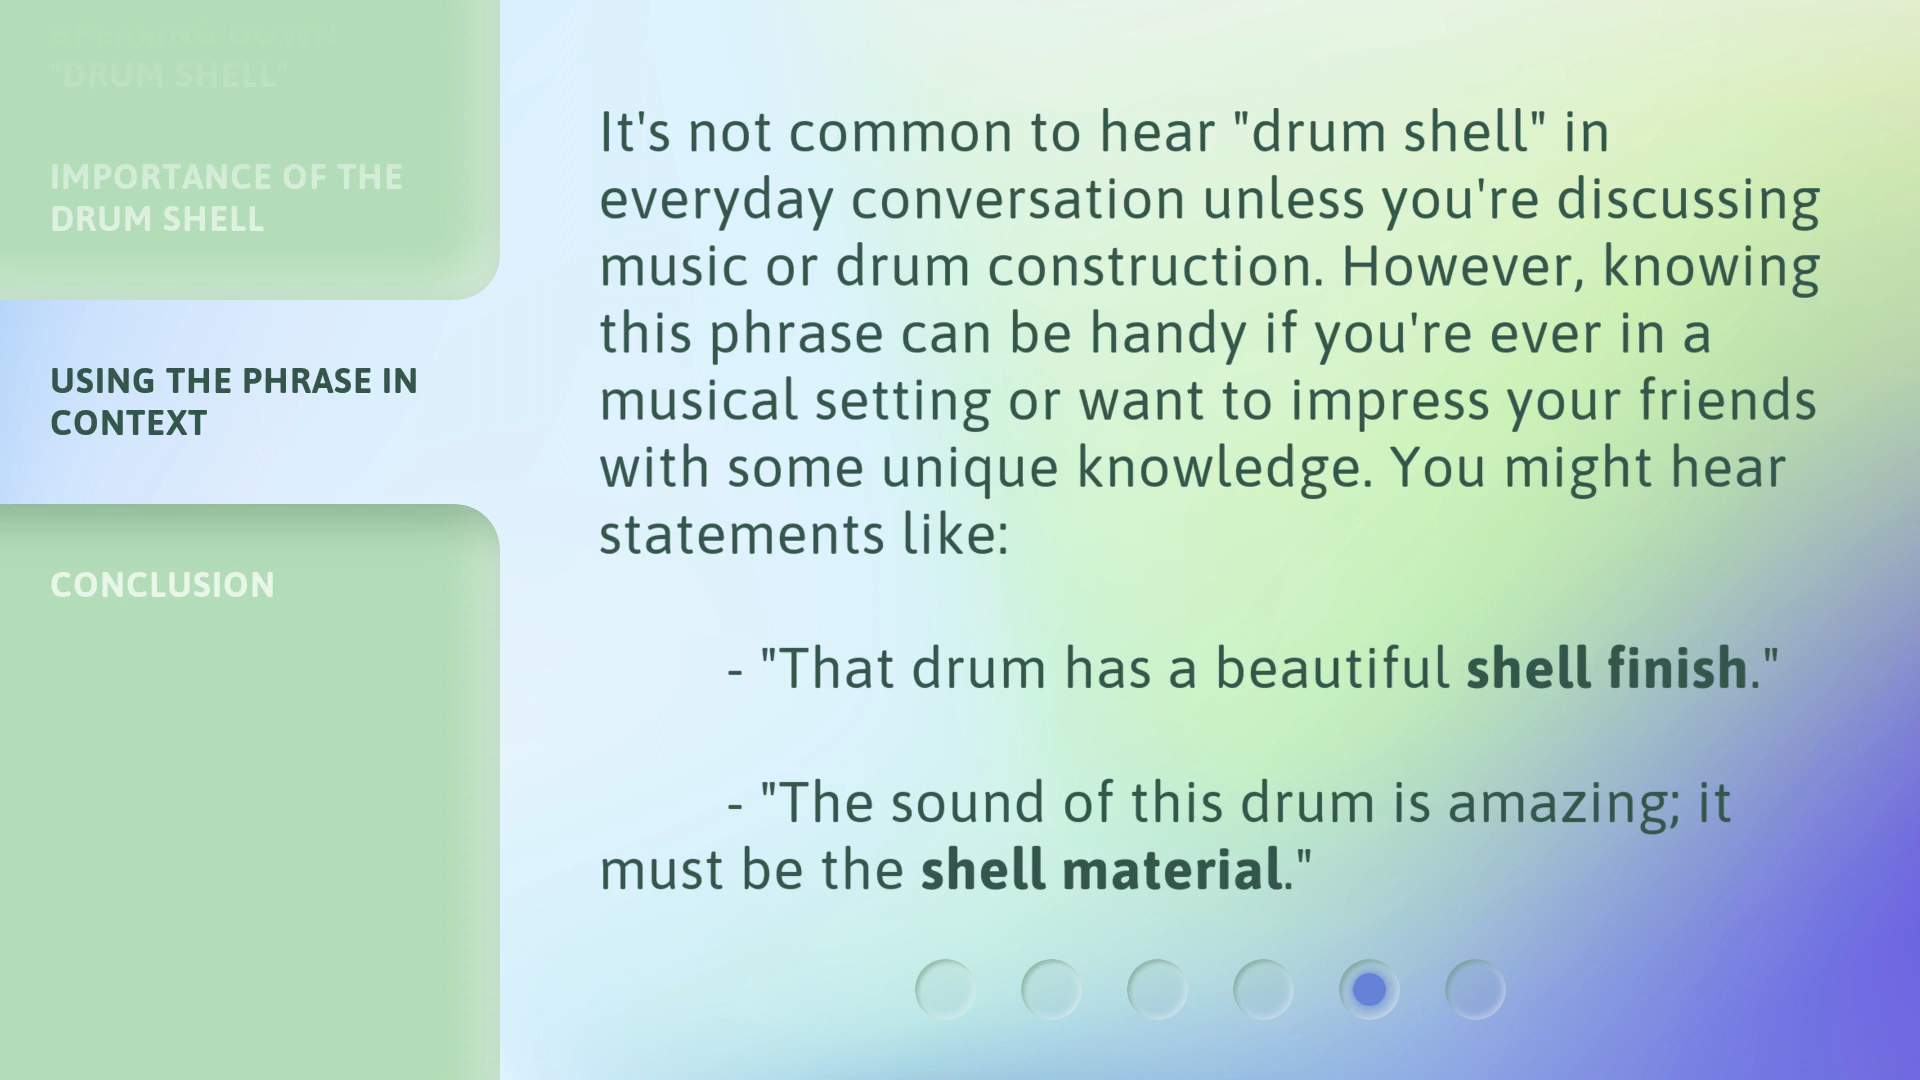 BREAKING DOWN
"DRUM SHELL"
IMPORTANCE OF THE
DRUM SHELL
USING THE PHRASE IN
CONTEXT
CONCLUSION
It's not common to hear "drum shell" in
everyday conversation unless you're discussing
music or drum construction. However, knowing
this phrase can be handy if you're ever in a
musical setting or want to impress your friends
with some unique knowledge. You might hear
statements like:
- "That drum has a beautiful shell finish."
- "The sound of this drum is amazing; it
must be the shell material."